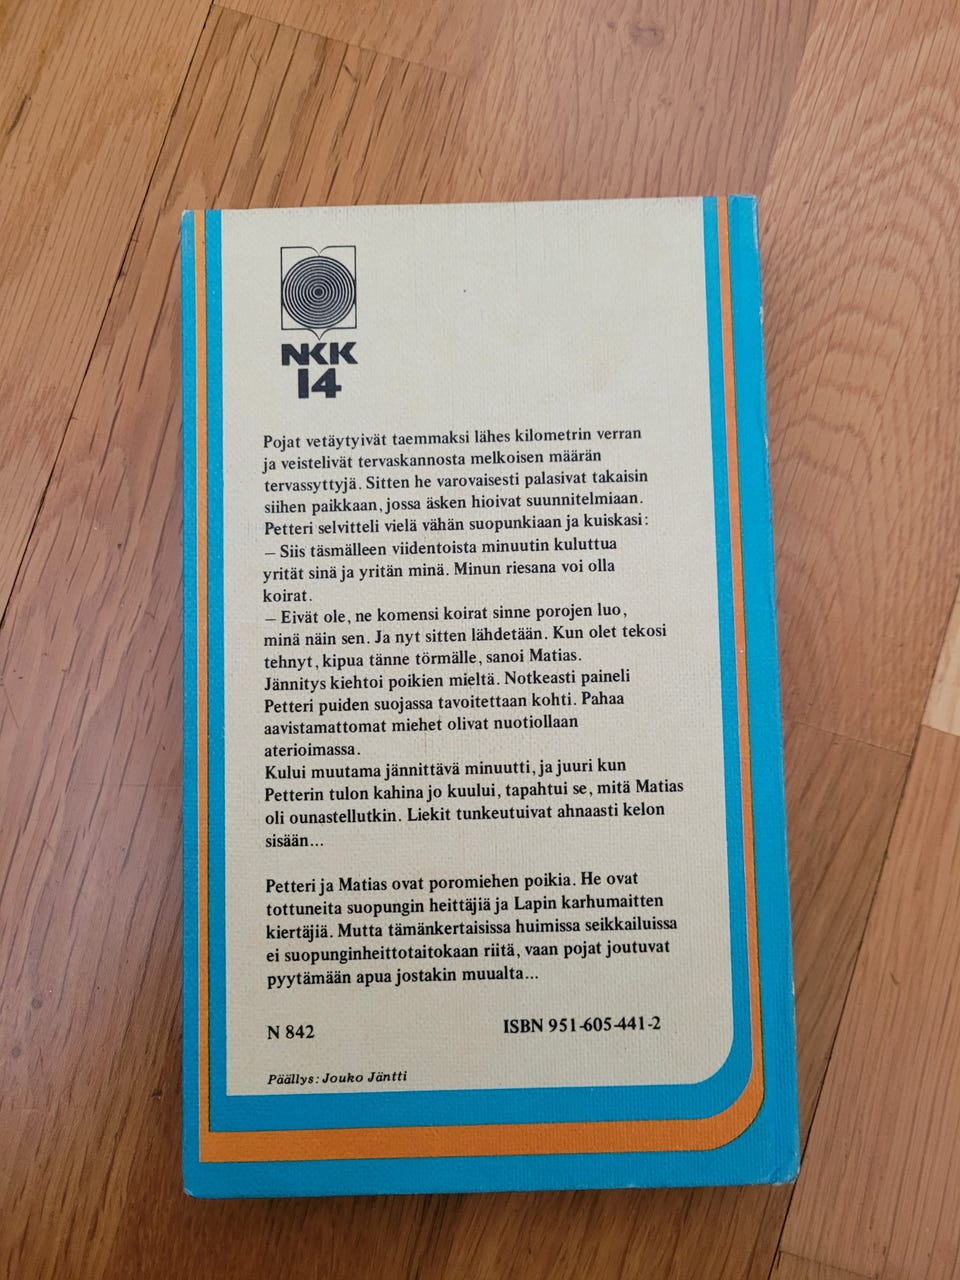 NKK
14
Pojat vetäytyivät taemmaksi lähes kilometrin verran
ja veistelivät tervaskannosta melkoisen määrän
tervassyttyjä. Sitten he varovaisesti palasivat takaisin
siihen paikkaan, jossa äsken hioivat suunnitelmiaan.
Petteri selvitteli vielä vähän suopunkiaan ja kuiskasi:
– Siis täsmälleen viidentoista minuutin kuluttua
yrität sinä ja yritän minä. Minun riesana voi olla
koirat.
– Eivät ole, ne komensi koirat sinne porojen luo,
minä näin sen. Ja nyt sitten lähdetään. Kun olet tekosi
tehnyt, kipua tänne törmälle, sanoi Matias.
Jännitys kiehtoi poikien mieltä. Notkeasti paineli
Petteri puiden suojassa tavoitettaan kohti. Pahaa
aavistamattomat miehet olivat nuotiollaan
aterioimassa.
Kului muutama jännittävä minuutti, ja juuri kun
Petterin tulon kahina jo kuului, tapahtui se, mitä Matias
oli ounastellutkin. Liekit tunkeutuivat ahnaasti kelon
sisään...
Petteri ja Matias ovat poromiehen poikia. He ovat
tottuneita suopungin heittäjiä ja Lapin karhumaitten
kiertäjiä. Mutta tämänkertaisissa huimissa seikkailuissa
ei suopunginheittotaitokaan riitä, vaan pojat joutuvat
pyytämään apua jostakin muualta...
N 842 ISBN 951-605-441-2
Päällys: Jouko Jäntti